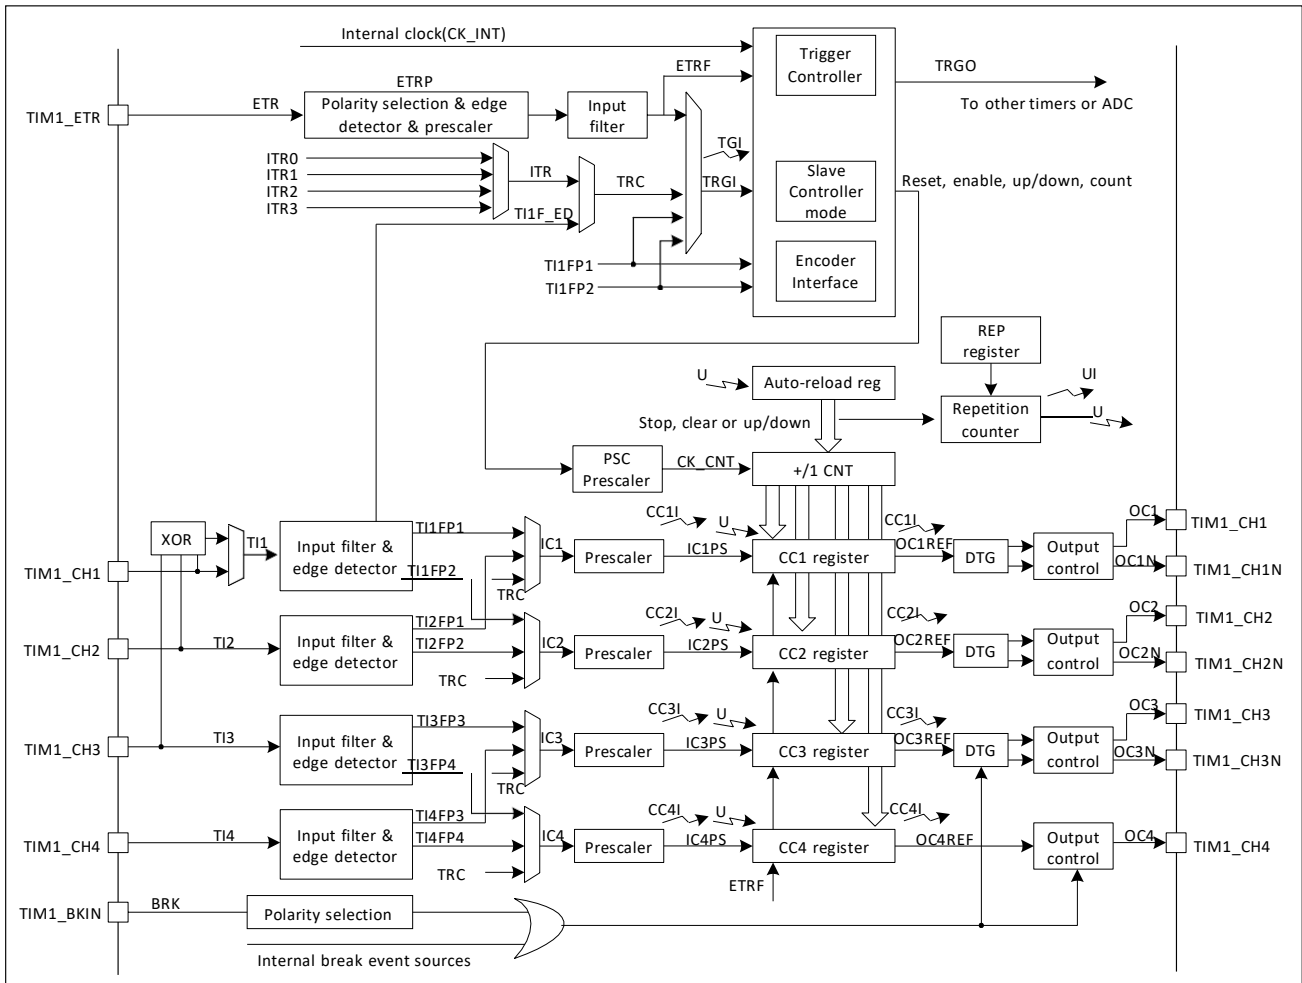 Internal clock(CK_INT)
Trigger
Controller
ETRF
TRGO
ETRP
ETR
Polarity selection & edge
detector & prescaler
Input
filter
To other timers or ADC
TIM1_ETR
TGI
ITR0
ITR1
ITR2
ITR3
ITR
TRC
TRGI
Slave
Controller
mode
Reset, enable, up/down, count
TI1F_ED
TI1FP1
TI1FP2
Encoder
Interface
REP
register
U
Auto-reload reg
UI
Stop, clear or up/down
Repetition
counter
U
PSC
Prescaler
CK_CNT
+/1 CNT
XOR
TI1
TIM1_CH1
Input filter &
edge detector
TI1FP1
TI1FP2
TRC
IC1
Prescaler
IC1PS
CC1I
U
CC1 register
CC1I
OC1REF
DTG
Output
control
OC1
OC1N
TIM1_CH1
TIM1_CH1N
TIM1_CH2
TI2
Input filter &
edge detector
TI2FP1
TI2FP2
TRC
IC2
Prescaler
IC2PS
CC2I
U
CC2 register
CC2I
OC2REF
DTG
Output
control
OC2
OC2N
TIM1_CH2
TIM1_CH2N
TIM1_CH3
TI3
Input filter &
edge detector
TI3FP3
TI3FP4
TRC
IC3
Prescaler
IC3PS
CC3I
U
CC3 register
CC3I
OC3REF
DTG
Output
control
OC3
OC3N
TIM1_CH3
TIM1_CH3N
TIM1_CH4
TI4
Input filter &
edge detector
TI4FP3
TI4FP4
TRC
IC4
Prescaler
IC4PS
CC4I
U
CC4 register
CC4I
OC4REF
Output
control
OC4
TIM1_CH4
ETRF
TIM1_BKIN
BRK
Polarity selection
Internal break event sources